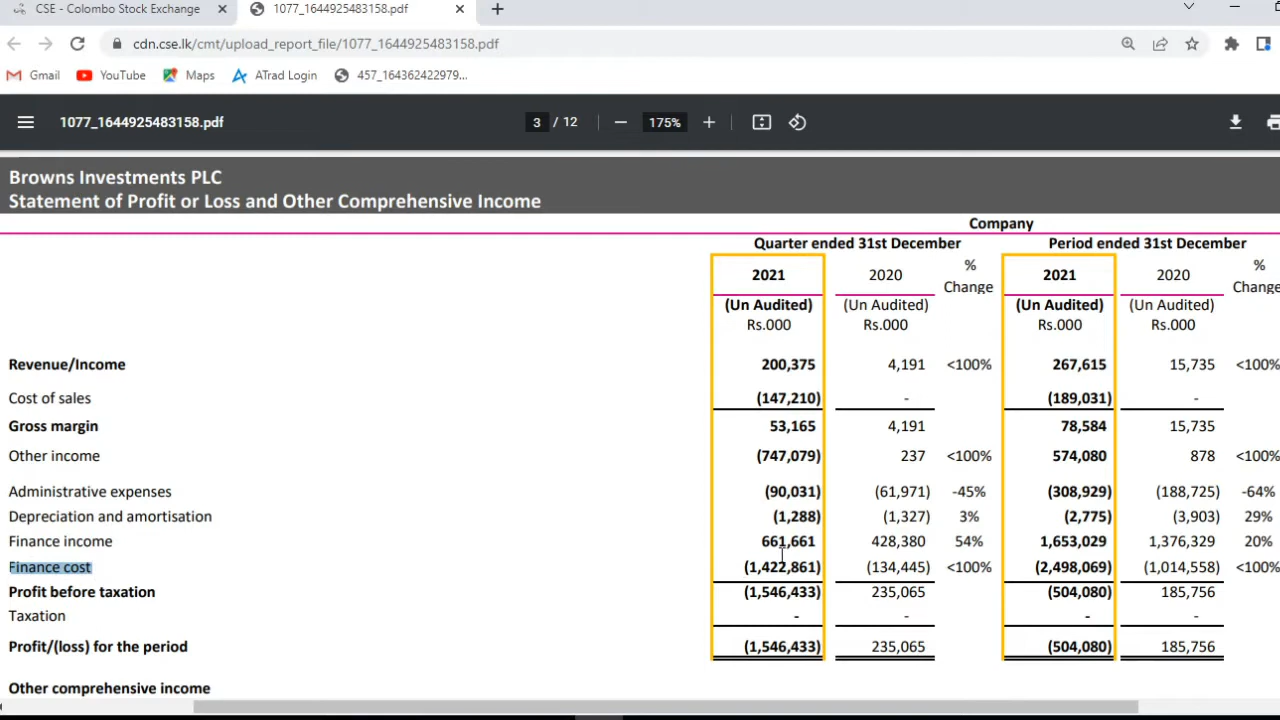 CSE - Colombo Stock Exchange
1077_1644925483158.pdf
cdn.cse.lk/cmt/upload_report_file/1077_1644925483158.pdf
Gmail YouTube Maps ATrad Login 457_164362422979...
1077_1644925483158.pdf 3 / 12 175%
Browns Investments PLC
Statement of Profit or Loss and Other Comprehensive Income
Company
Quarter ended 31st December Period ended 31st December
2021 2020 % Change 2021 2020 % Change
(Un Audited) (Un Audited) (Un Audited) (Un Audited)
Rs.000 Rs.000 Rs.000 Rs.000
Revenue/Income 200,375 4,191 <100% 267,615 15,735 <100%
Cost of sales (147,210) - (189,031) -
Gross margin 53,165 4,191 78,584 15,735
Other income (747,079) 237 <100% 574,080 878 <100%
Administrative expenses (90,031) (61,971) -45% (308,929) (188,725) -64%
Depreciation and amortisation (1,288) (1,327) 3% (2,775) (3,903) 29%
Finance income 661,661 428,380 54% 1,653,029 1,376,329 20%
Finance cost (1,422,861) (134,445) <100% (2,498,069) (1,014,558) <100%
Profit before taxation (1,546,433) 235,065 (504,080) 185,756
Taxation - - - -
Profit/(loss) for the period (1,546,433) 235,065 (504,080) 185,756
Other comprehensive income